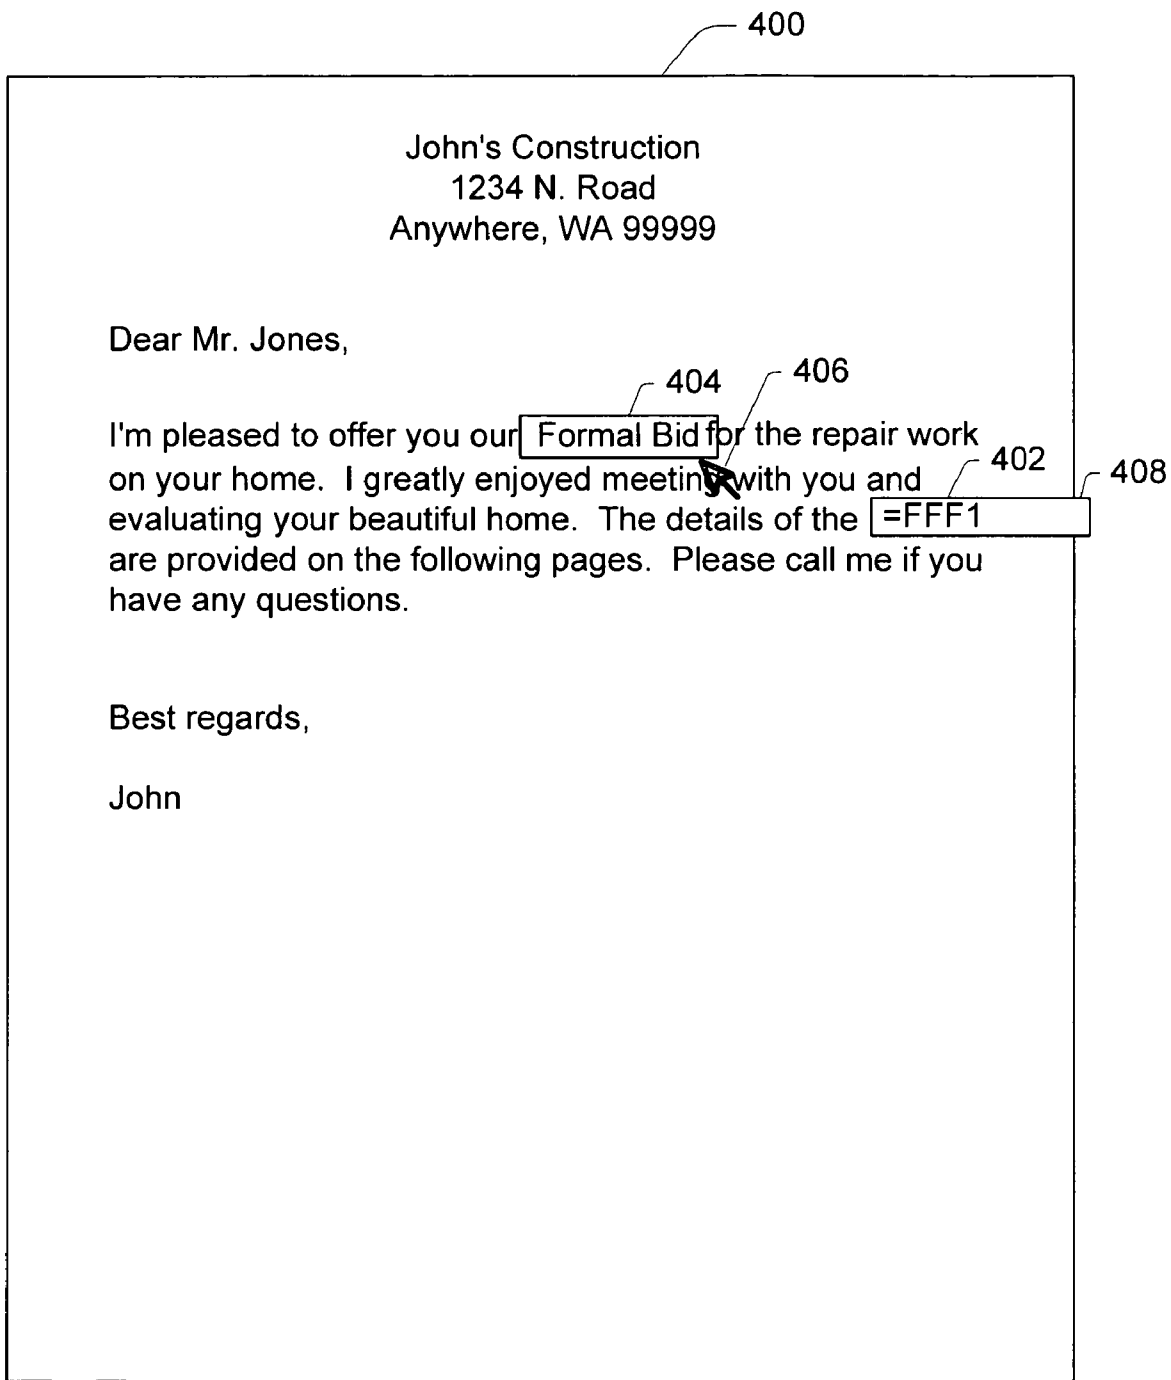 400
John's Construction
1234 N. Road
Anywhere, WA 99999
Dear Mr. Jones,
404 406
I'm pleased to offer you our Formal Bid for the repair work
402 408
on your home. I greatly enjoyed meeting with you and
evaluating your beautiful home. The details of the =FFF1
are provided on the following pages. Please call me if you
have any questions.
Best regards,
John